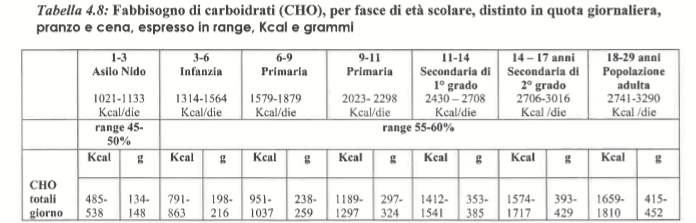 Tabella 4.8: Fabbisogno di carboidrati (CHO), per fasce di età scolare, distinto in quota giornaliera,
pranzo e cena, espresso in range, Kcal e grammi
1-3 3-6 6-9 9-11 11-14 14 – 17 anni 18-29 anni
Asilo Nido Infanzia Primaria Primaria Secondaria di Secondaria di Popolazione
1° grado 2° grado adulta
1021-1133 1314-1564 1579-1879 2023- 2298 2430 – 2708 2706-3016 2741-3290
Kcal/die Kcal/die Kcal/die Kcal/die Kcal/die Kcal /die Kcal /die
range 45- range 55-60%
50%
Kcal g Kcal g Kcal g Kcal g Kcal g Kcal g Kcal g
CHO
totali 485- 134- 791- 198- 951- 238- 1189- 297- 1412- 353- 1574- 393- 1659- 415-
giorno 538 148 863 216 1037 259 1297 324 1541 385 1717 429 1810 452